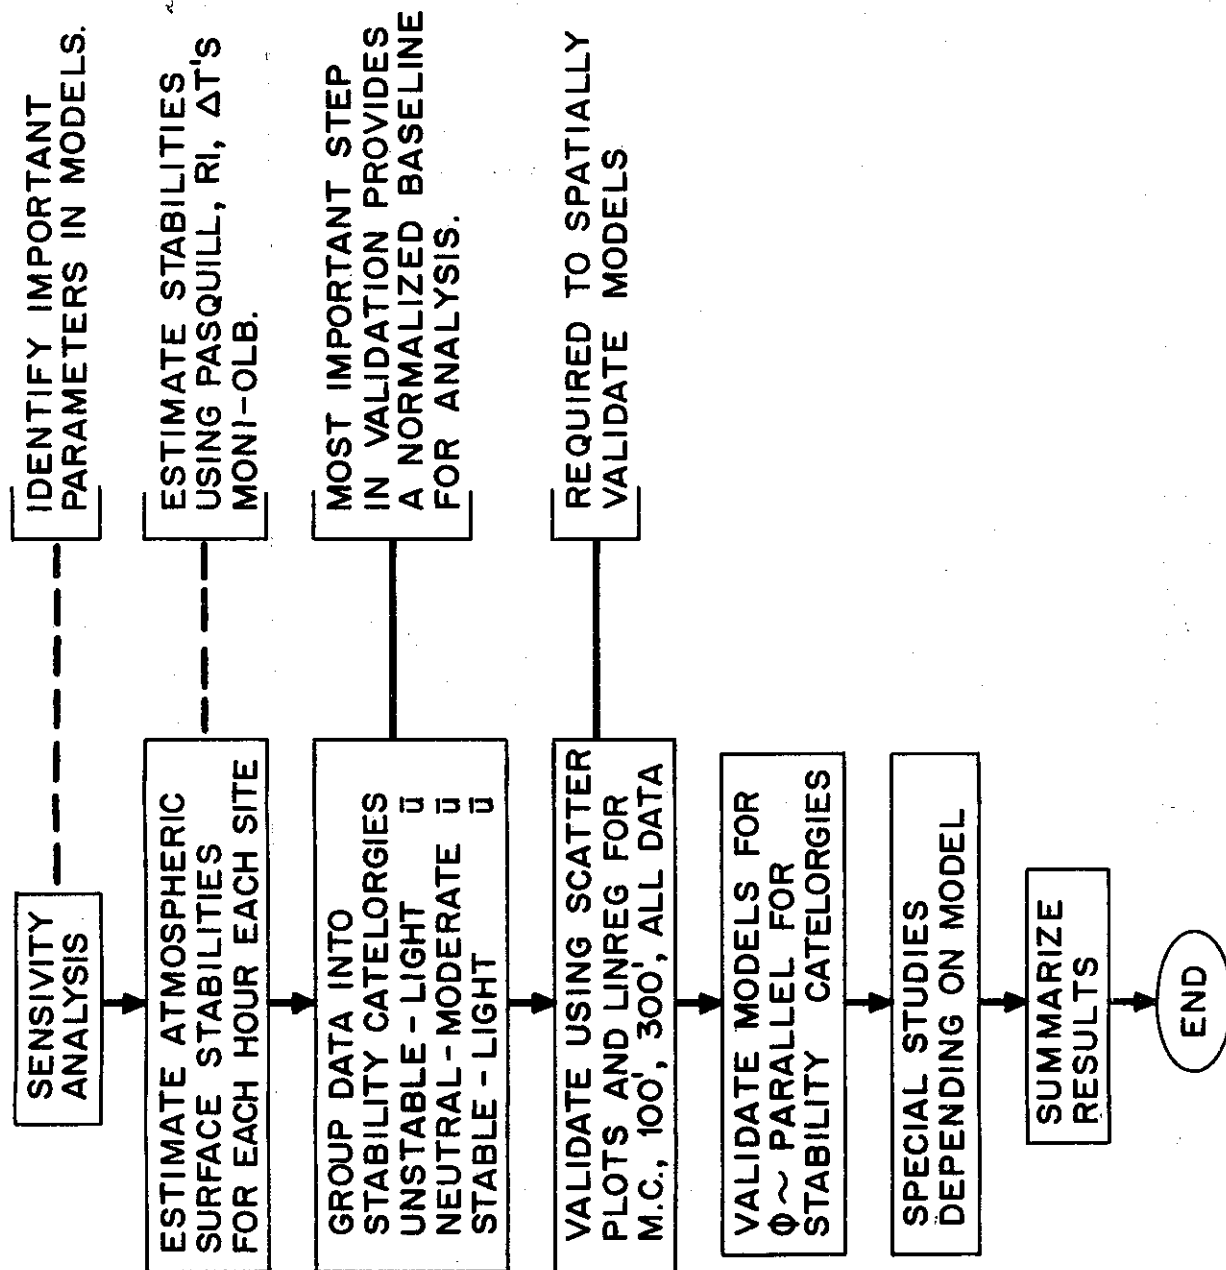 SENSIVITY
ANALYSIS
IDENTIFY IMPORTANT
PARAMETERS IN MODELS.
ESTIMATE ATMOSPHERIC
SURFACE STABILITIES
FOR EACH HOUR EACH SITE
ESTIMATE STABILITIES
USING PASQUILL, RI, ΔT'S
MONI-OLB.
GROUP DATA INTO
STABILITY CATELORGIES
UNSTABLE - LIGHT ū
NEUTRAL-MODERATE ū
STABLE - LIGHT ū
MOST IMPORTANT STEP
IN VALIDATION PROVIDES
A NORMALIZED BASELINE
FOR ANALYSIS.
VALIDATE USING SCATTER
PLOTS AND LINREG FOR
M.C., 100', 300', ALL DATA
REQUIRED TO SPATIALLY
VALIDATE MODELS
VALIDATE MODELS FOR
Φ ~ PARALLEL FOR
STABILITY CATELORGIES
SPECIAL STUDIES
DEPENDING ON MODEL
SUMMARIZE
RESULTS
END